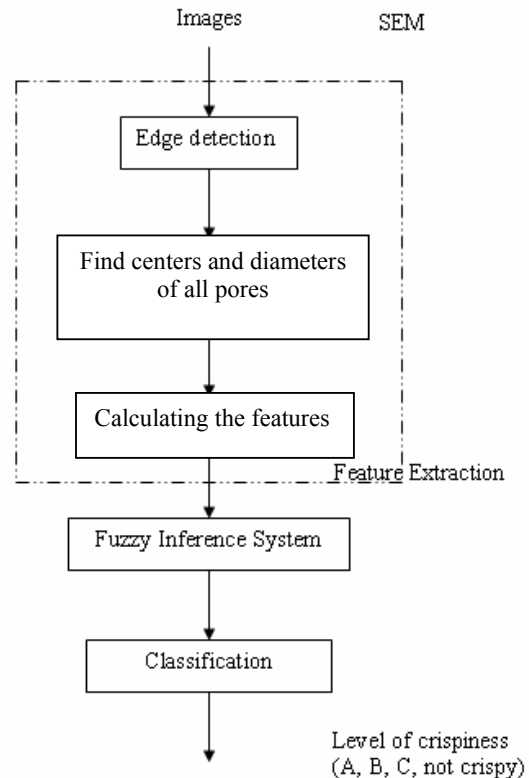 Images SEM
Edge detection
Find centers and diameters
of all pores
Calculating the features
Feature Extraction
Fuzzy Inference System
Classification
Level of crispiness
(A, B, C, not crispy)